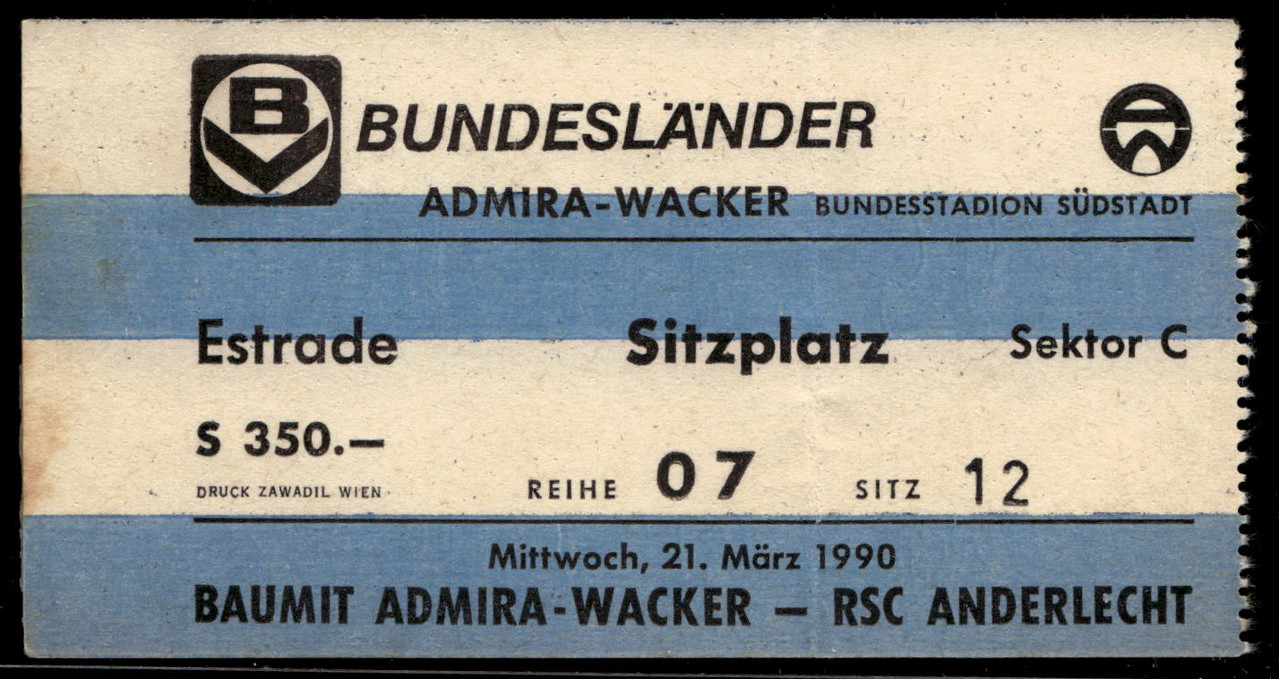 B
BUNDESLÄNDER
ADMIRA-WACKER BUNDESSTADION SÜDSTADT
Estrade Sitzplatz Sektor C
S 350.—
DRUCK ZAWADIL WIEN REIHE 07 SITZ 12
Mittwoch, 21. März 1990
BAUMIT ADMIRA-WACKER — RSC ANDERLECHT